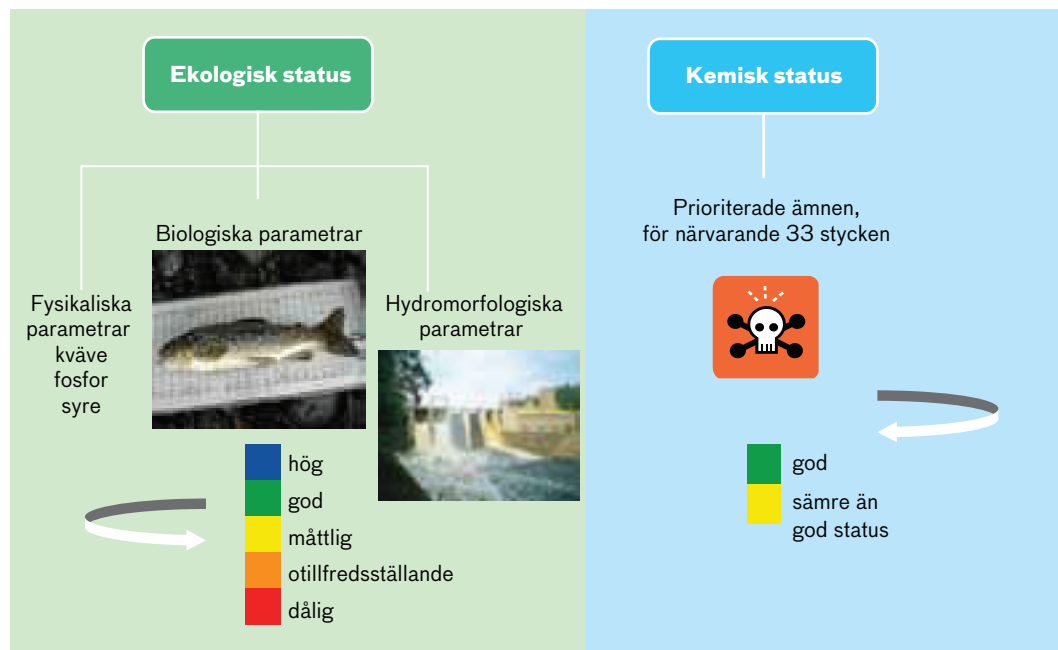 Ekologisk status
Biologiska parametrar
Fysikaliska
parametrar
kväve
fosfor
syre
Hydromorfologiska
parametrar
hög
god
måttlig
otillfredsställande
dålig
Kemisk status
Prioriterade ämnen,
för närvarande 33 stycken
god
sämre än
god status